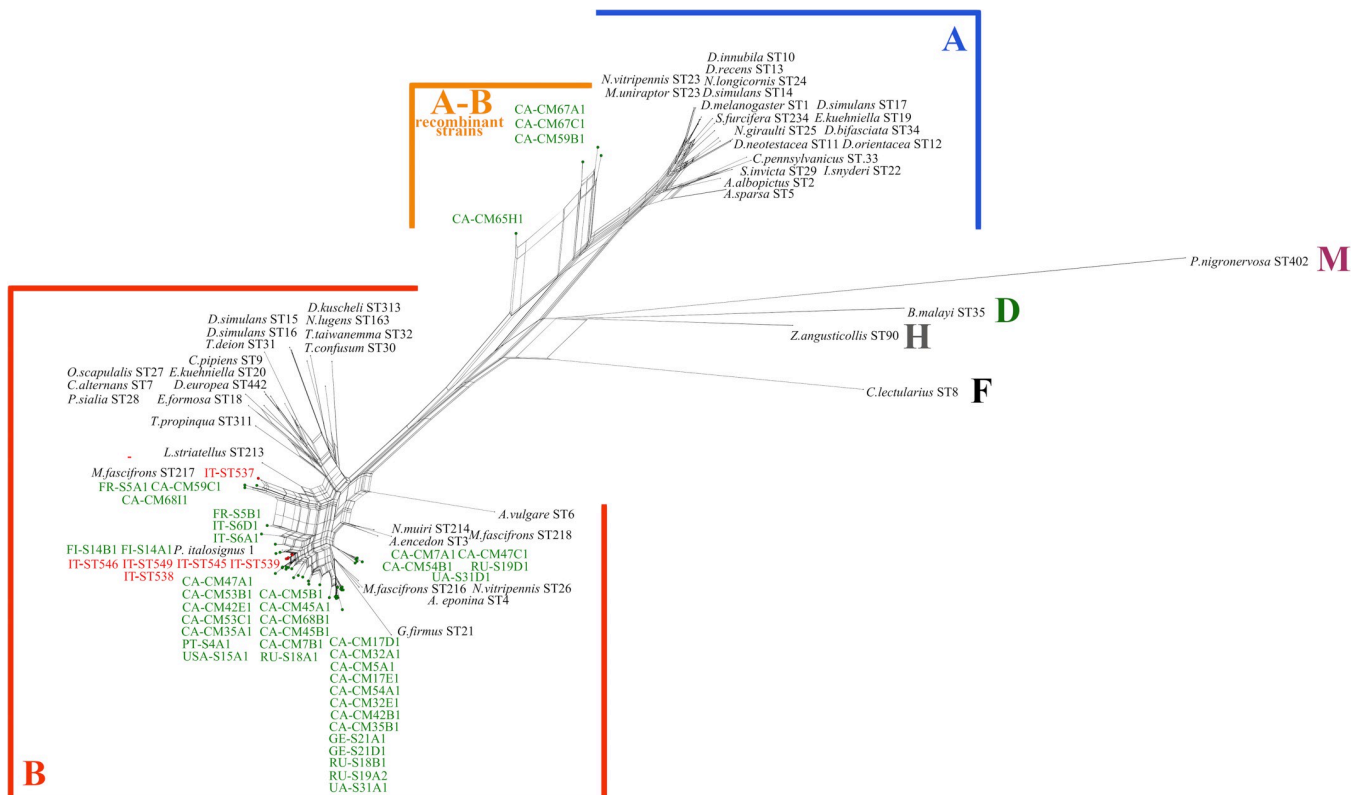 A
D.innubila ST10
D.recens ST13
N.vitripennis ST23 N.longicornis ST24
M.uniraptor ST23 D.simulans ST14
D.melanogaster ST1 D.simulans ST17
S.furcifera ST234 E.kuehniella ST19
N.giraulti ST25 D.bifasciata ST34
D.neotestacea ST11 D.orientacea ST12
C.pennsylvanicus ST.33
S.invicta ST29 I.snyderi ST22
A.albopictus ST2
A.sparsa ST5
A-B
recombinant
strains
CA-CM67A1
CA-CM67C1
CA-CM59B1
CA-CM65H1
P.nigronervosa ST402 M
B.malayi ST35 D
Z.angusticollis ST90 H
C.lectularius ST8 F
D.kuscheli ST313
D.simulans ST15 N.lugens ST163
D.simulans ST16 T.taiwanemma ST32
T.deion ST31 T.confusum ST30
C.pipiens ST9
O.scapulalis ST27 E.kuehniella ST20
C.alternans ST7 D.europea ST442
P.sialia ST28 E.formosa ST18
T.propinqua ST311
L.striatellus ST213
-
M.fascifrons ST217 IT-ST537
FR-S5A1 CA-CM59C1
CA-CM68I1
FR-S5B1
IT-S6D1
IT-S6A1
FI-S14B1 FI-S14A1 P. italosignus 1
IT-ST546 IT-ST549 IT-ST545 IT-ST539
IT-ST538
A.vulgare ST6
N.muiri ST214
A.encedon ST3 M.fascifrons ST218
CA-CM7A1 CA-CM47C1
CA-CM54B1 RU-S19D1
UA-S31D1
M.fascifrons ST216 N.vitripennis ST26
A. eponina ST4
G.firmus ST21
CA-CM47A1
CA-CM53B1
CA-CM42E1
CA-CM53C1
CA-CM35A1
PT-S4A1
USA-S15A1
CA-CM5B1
CA-CM45A1
CA-CM68B1
CA-CM45B1
CA-CM7B1
RU-S18A1
CA-CM17D1
CA-CM32A1
CA-CM5A1
CA-CM17E1
CA-CM54A1
CA-CM32E1
CA-CM42B1
CA-CM35B1
GE-S21A1
GE-S21D1
RU-S18B1
RU-S19A2
UA-S31A1
B